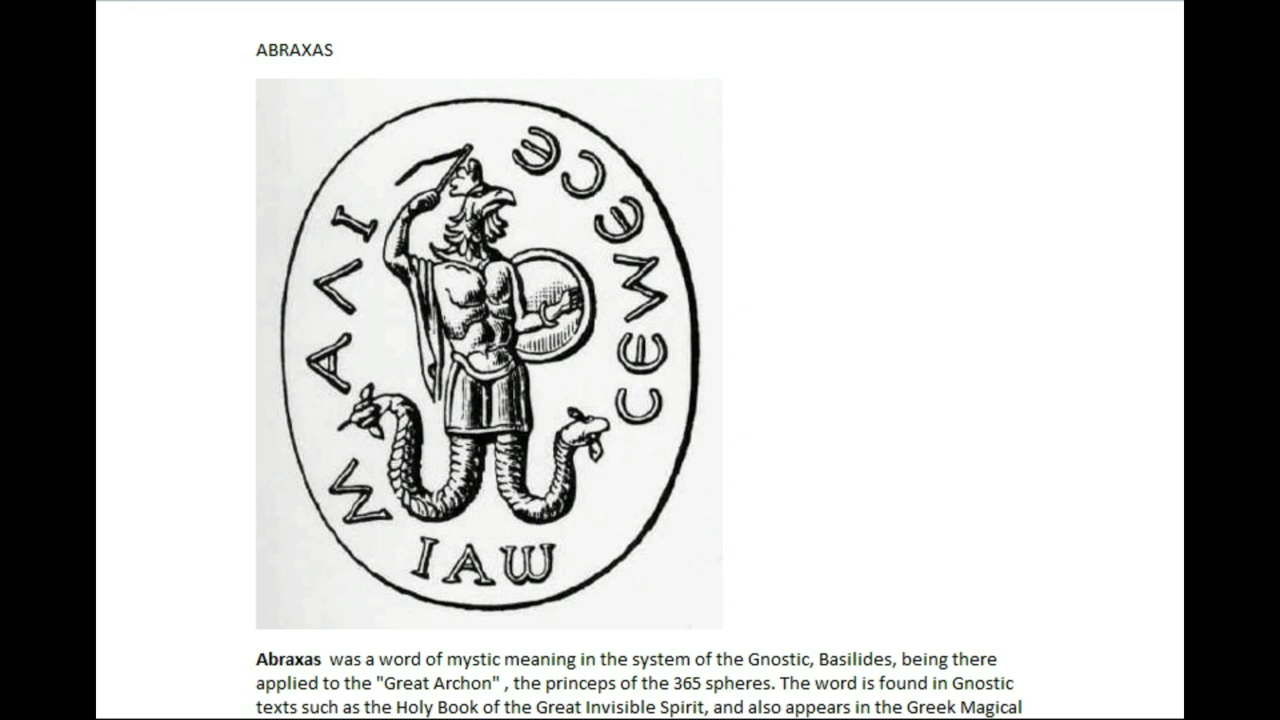 ABRAXAS
CЄMЄCЄIΛAM
IAW
Abraxas was a word of mystic meaning in the system of the Gnostic, Basilides, being there
applied to the "Great Archon" , the princeps of the 365 spheres. The word is found in Gnostic
texts such as the Holy Book of the Great Invisible Spirit, and also appears in the Greek Magical